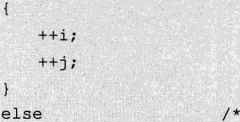 {
    ++i;
    ++j;
}
else                /*